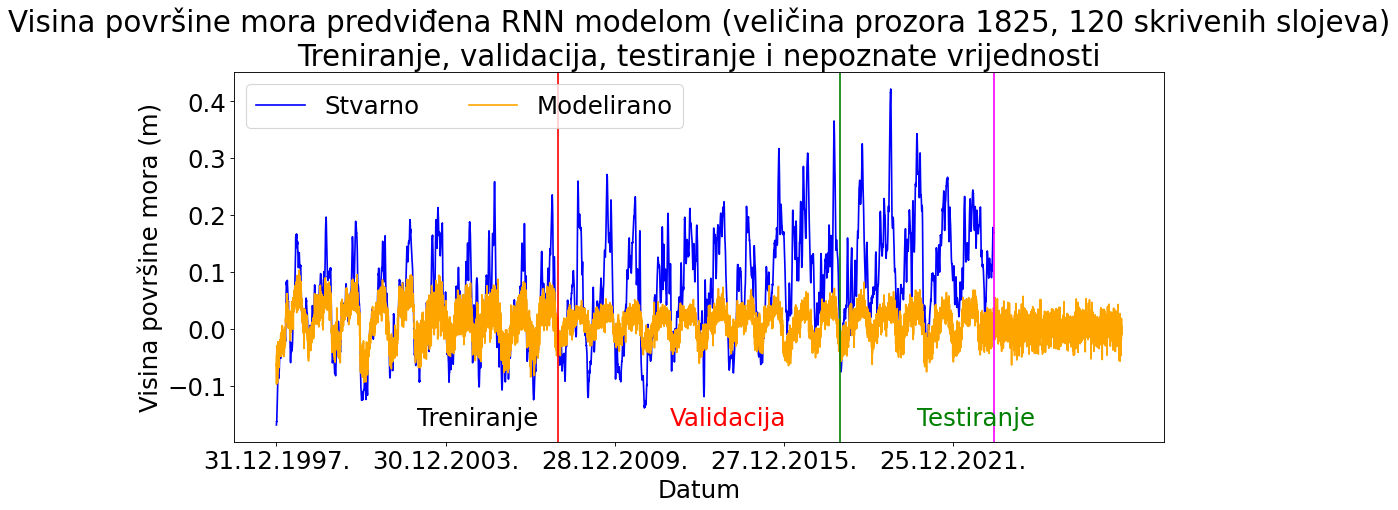 Visina površine mora predviđena RNN modelom (veličina prozora 1825, 120 skrivenih slojeva)
Treniranje, validacija, testiranje i nepoznate vrijednosti
Stvarno
Modelirano
Visina površine mora (m)
0.4
0.3
0.2
0.1
0.0
−0.1
Treniranje
Validacija
Testiranje
31.12.1997.
30.12.2003.
28.12.2009.
27.12.2015.
25.12.2021.
Datum